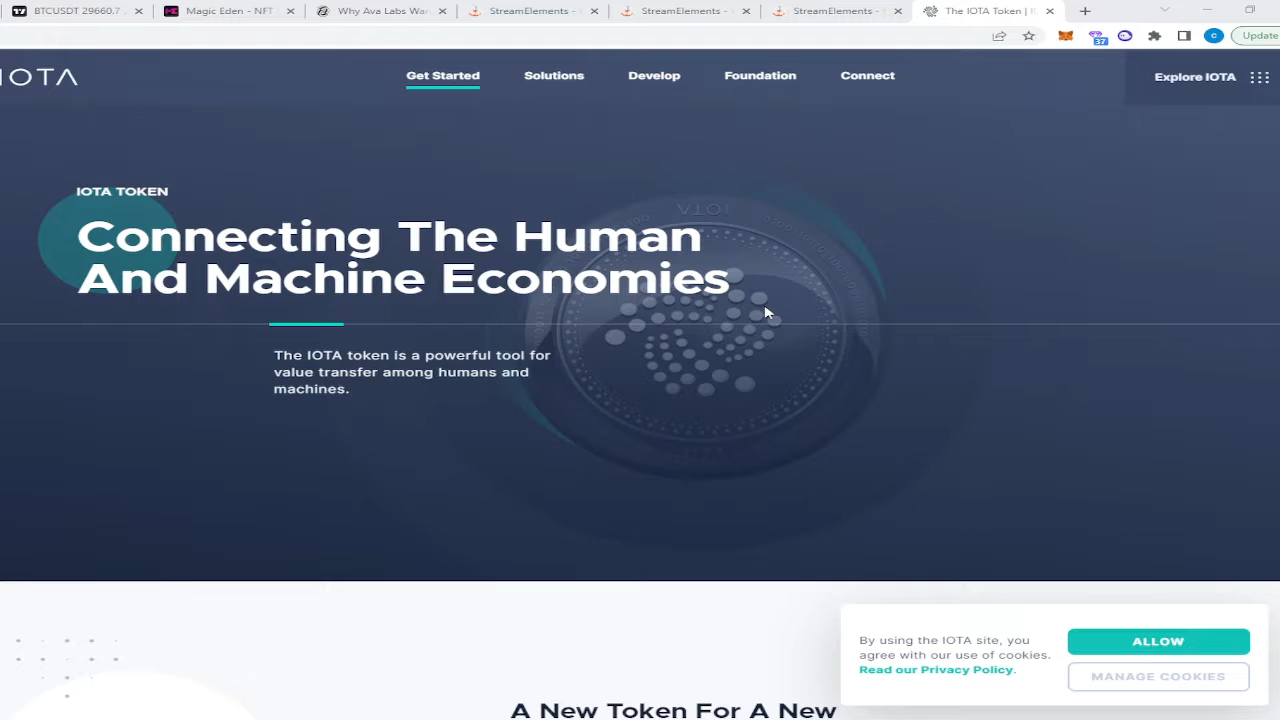 BTCUSDT 29660.7
Magic Eden - NFT
Why Ava Labs Wa
StreamElements -
StreamElements -
StreamElements -
The IOTA Token |
37
C
Update
IOTA
Get Started
Solutions
Develop
Foundation
Connect
Explore IOTA
IOTA TOKEN
Connecting The Human
And Machine Economies
IOTA
The IOTA token is a powerful tool for
value transfer among humans and
machines.
By using the IOTA site, you
agree with our use of cookies.
Read our Privacy Policy.
ALLOW
MANAGE COOKIES
A New Token For A New